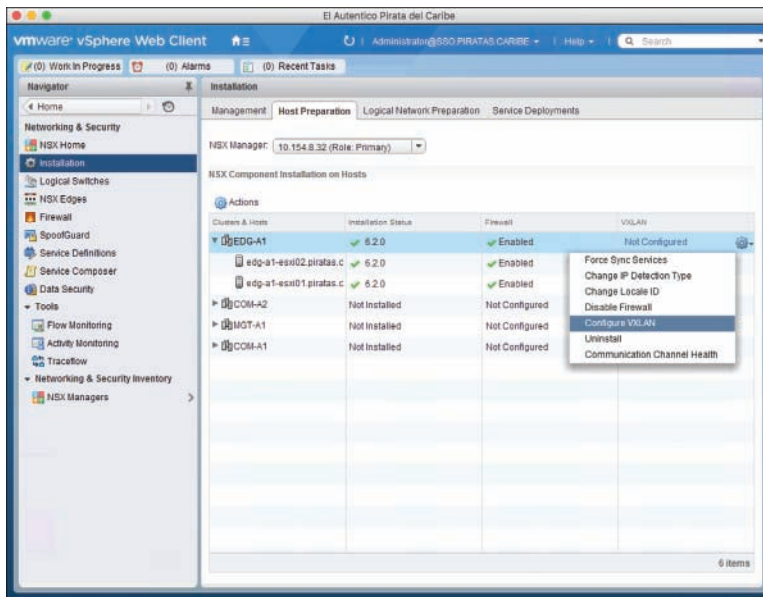 El Autentico Pirata del Caribe
vmware® vSphere Web Client
Administrator@SSO.PIRATAS.CARIBE
Help
Search
(0) Work In Progress
(0) Alarms
(0) Recent Tasks
Navigator
Home
Networking & Security
NSX Home
Installation
Logical Switches
NSX Edges
Firewall
SpoofGuard
Service Definitions
Service Composer
Data Security
Tools
Flow Monitoring
Activity Monitoring
Traceflow
Networking & Security Inventory
NSX Managers
Installation
Management Host Preparation Logical Network Preparation Service Deployments
NSX Manager: 10.154.8.32 (Role: Primary)
NSX Component Installation on Hosts
Actions
Clusters & Hosts Installation Status Firewall VXLAN
EDG-A1 6.2.0 Enabled Not Configured
edg-a1-esxi02.piratas.c 6.2.0 Enabled
edg-a1-esxi01.piratas.c 6.2.0 Enabled
COM-A2 Not Installed Not Configured
MGT-A1 Not Installed Not Configured
COM-A1 Not Installed Not Configured
Force Sync Services
Change IP Detection Type
Change Locale ID
Disable Firewall
Configure VXLAN
Uninstall
Communication Channel Health
6 items